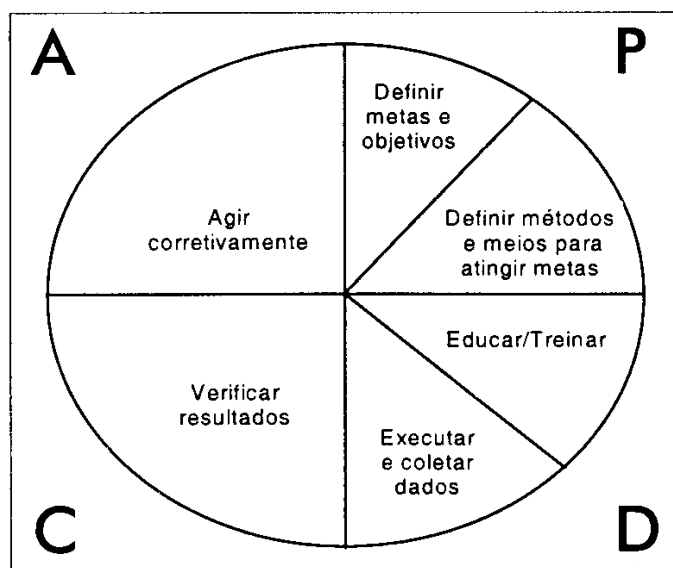 A
P
Definir
metas e
objetivos
Agir
corretivamente
Definir métodos
e meios para
atingir metas
Educar/Treinar
Verificar
resultados
Executar
e coletar
dados
C
D